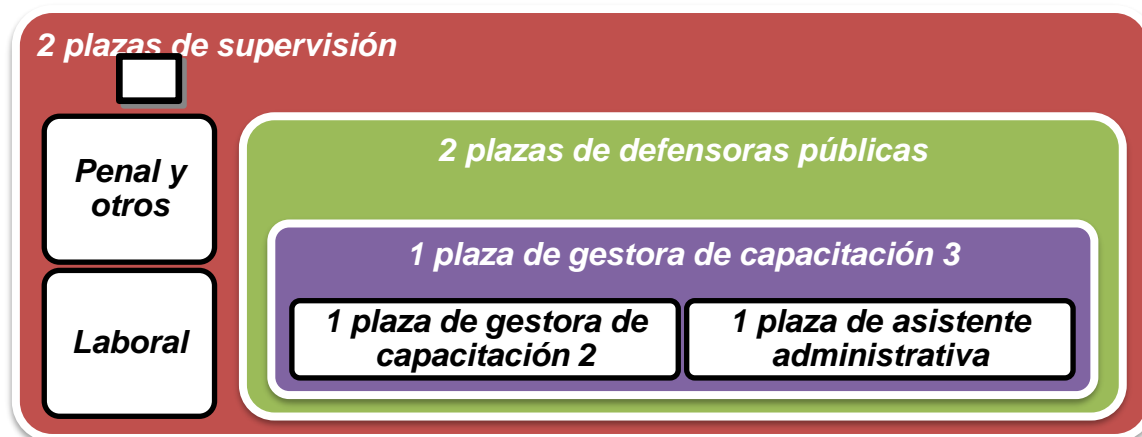 2 plazas de supervisión
Penal y
otros
Laboral
2 plazas de defensoras públicas
1 plaza de gestora de capacitación 3
1 plaza de gestora de
capacitación 2
1 plaza de asistente
administrativa